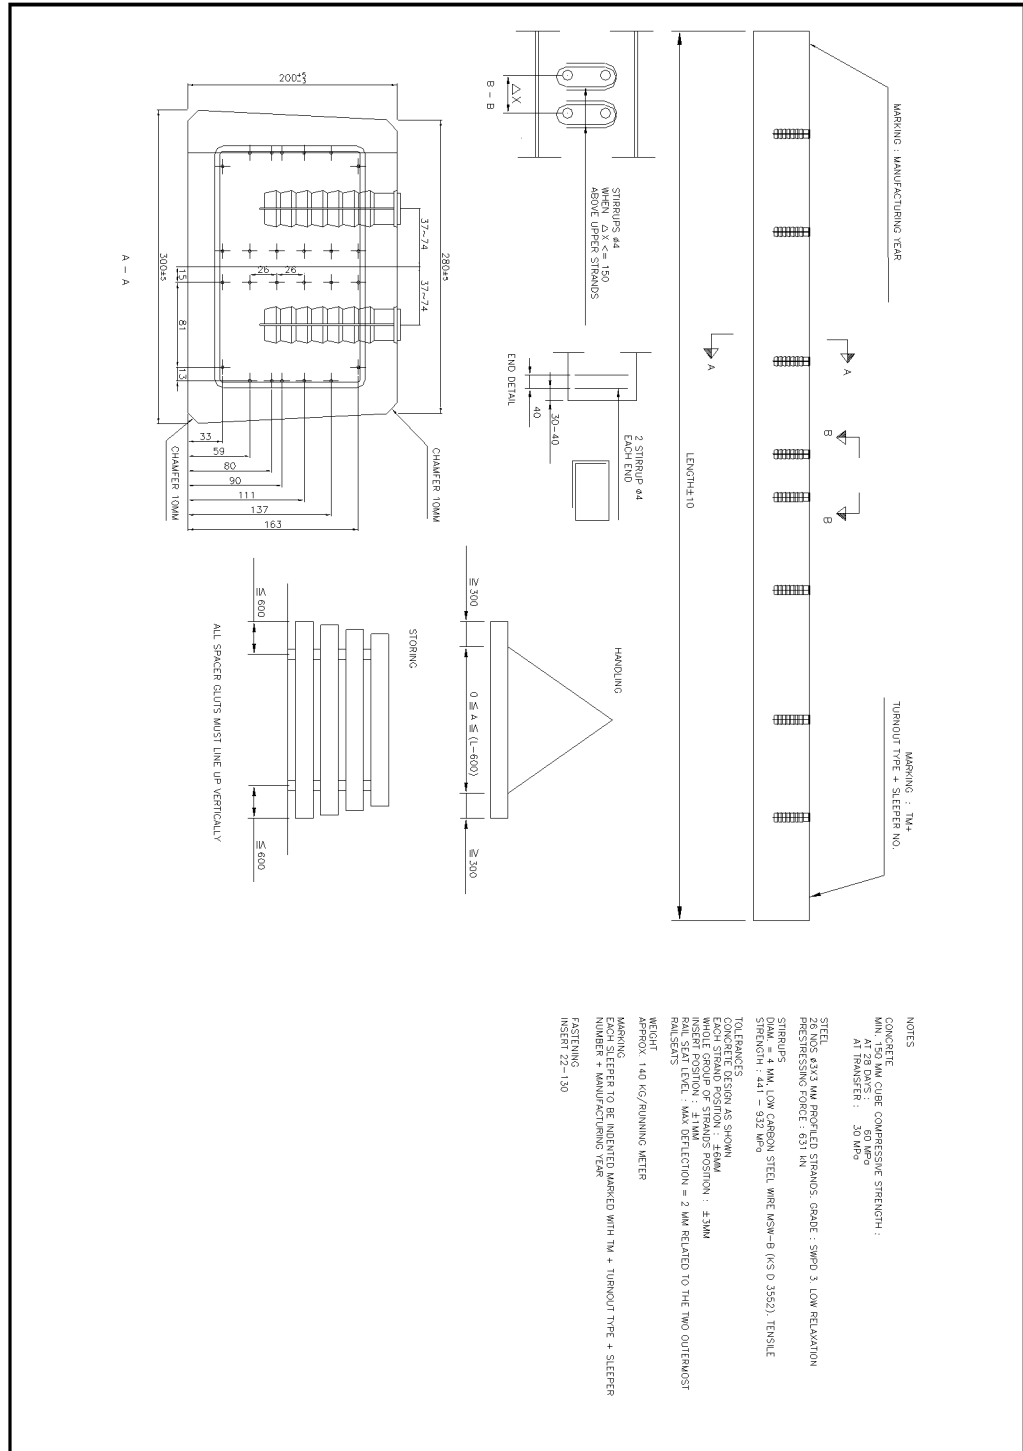 MARKING : MANUFACTURING YEAR
MARKING : TM+
TURNOUT TYPE + SLEEPER NO.
A
A
B
B
LENGTH±10
B - B
△X
STIRRUPS ø4
WHEN △X <= 150
ABOVE UPPER STRANDS
2 STIRRUP ø4
EACH END
30-40
40
END DETAIL
HANDLING
≧300
0 ≦ A ≦ (L-600)
≧300
STORING
≦600
≦600
ALL SPACER GLUTS MUST LINE UP VERTICALLY
280±5
37~74
37~74
200+5-3
26
26
15
81
13
300±5
A - A
33
59
80
90
111
137
163
CHAMFER 10MM
CHAMFER 10MM
NOTES
CONCRETE
MIN. 150 MM CUBE COMPRESSIVE STRENGTH :
AT 28 DAYS : 60 MPa
AT TRANSFER : 30 MPa
STEEL
26 NOS ø3X3 MM PROFILED STRANDS. GRADE : SWPD 3. LOW RELAXATION
PRESTRESSING FORCE : 631 kN
STIRRUPS
DIAM. = 4 MM, LOW CARBON STEEL WIRE MSW-B (KS D 3552). TENSILE
STRENGTH : 441 - 932 MPa
TOLERANCES
CONCRETE DESIGN AS SHOWN
EACH STRAND POSITION : ±6MM
WHOLE GROUP OF STRANDS POSITION : ±3MM
INSERT POSITION : ±1MM
RAIL SEAT LEVEL : MAX DEFLECTION = 2 MM RELATED TO THE TWO OUTERMOST
RAILSEATS
WEIGHT
APPROX. 140 KG/RUNNING METER
MARKING
EACH SLEEPER TO BE INDENTED MARKED WITH TM + TURNOUT TYPE + SLEEPER
NUMBER + MANUFACTURING YEAR
FASTENING
INSERT 22-130